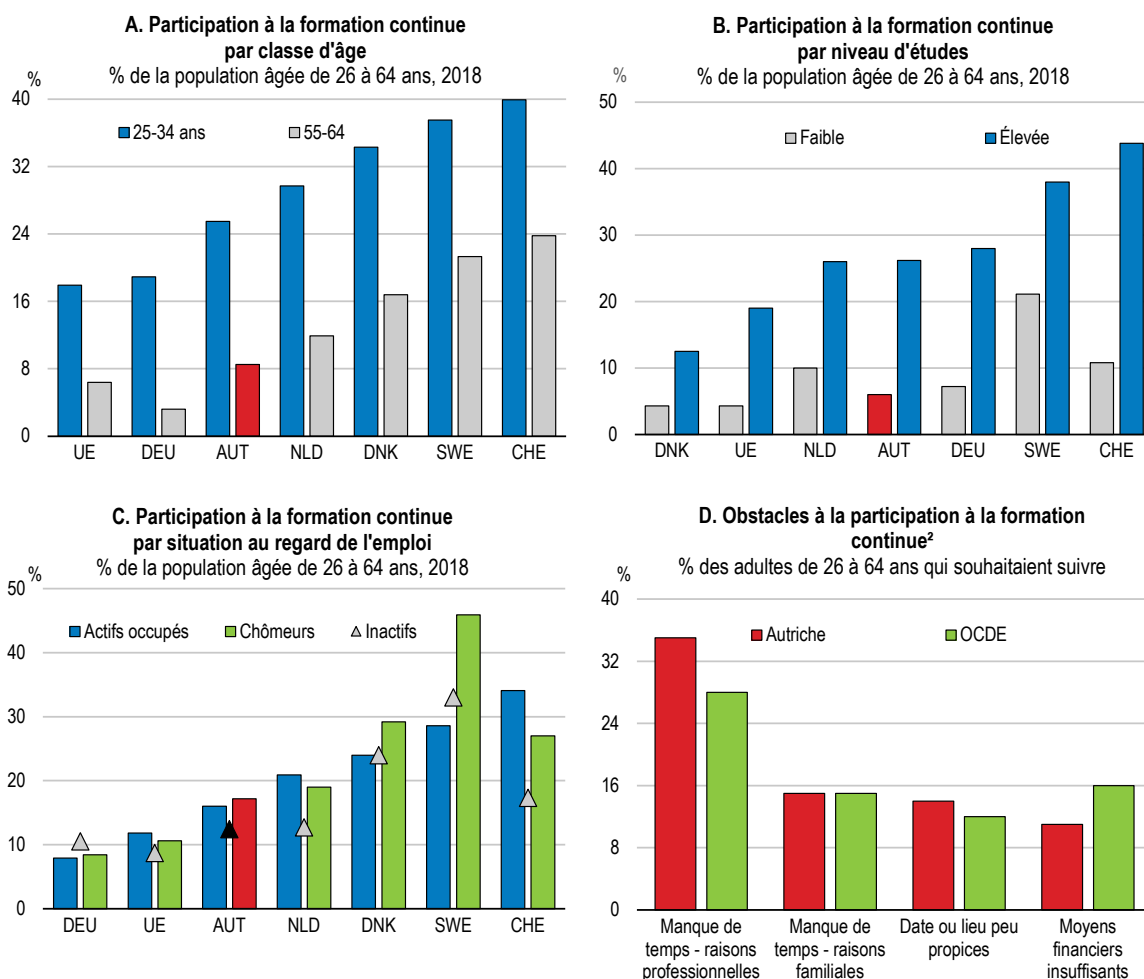 A. Participation à la formation continue
par classe d'âge
% de la population âgée de 26 à 64 ans, 2018
%
40
32
24
16
8
0
25-34 ans
55-64
UE
DEU
AUT
NLD
DNK
SWE
CHE
B. Participation à la formation continue
par niveau d'études
% de la population âgée de 26 à 64 ans, 2018
%
50
40
30
20
10
0
Faible
Élevée
DNK
UE
NLD
AUT
DEU
SWE
CHE
C. Participation à la formation continue
par situation au regard de l'emploi
% de la population âgée de 26 à 64 ans, 2018
%
50
40
30
20
10
0
Actifs occupés
Chômeurs
Inactifs
DEU
UE
AUT
NLD
DNK
SWE
CHE
D. Obstacles à la participation à la formation
continue²
% des adultes de 26 à 64 ans qui souhaitaient suivre
%
40
32
24
16
8
0
Autriche
OCDE
Manque de
temps - raisons
professionnelles
Manque de
temps - raisons
familiales
Date ou lieu peu
propices
Moyens
financiers
insuffisants